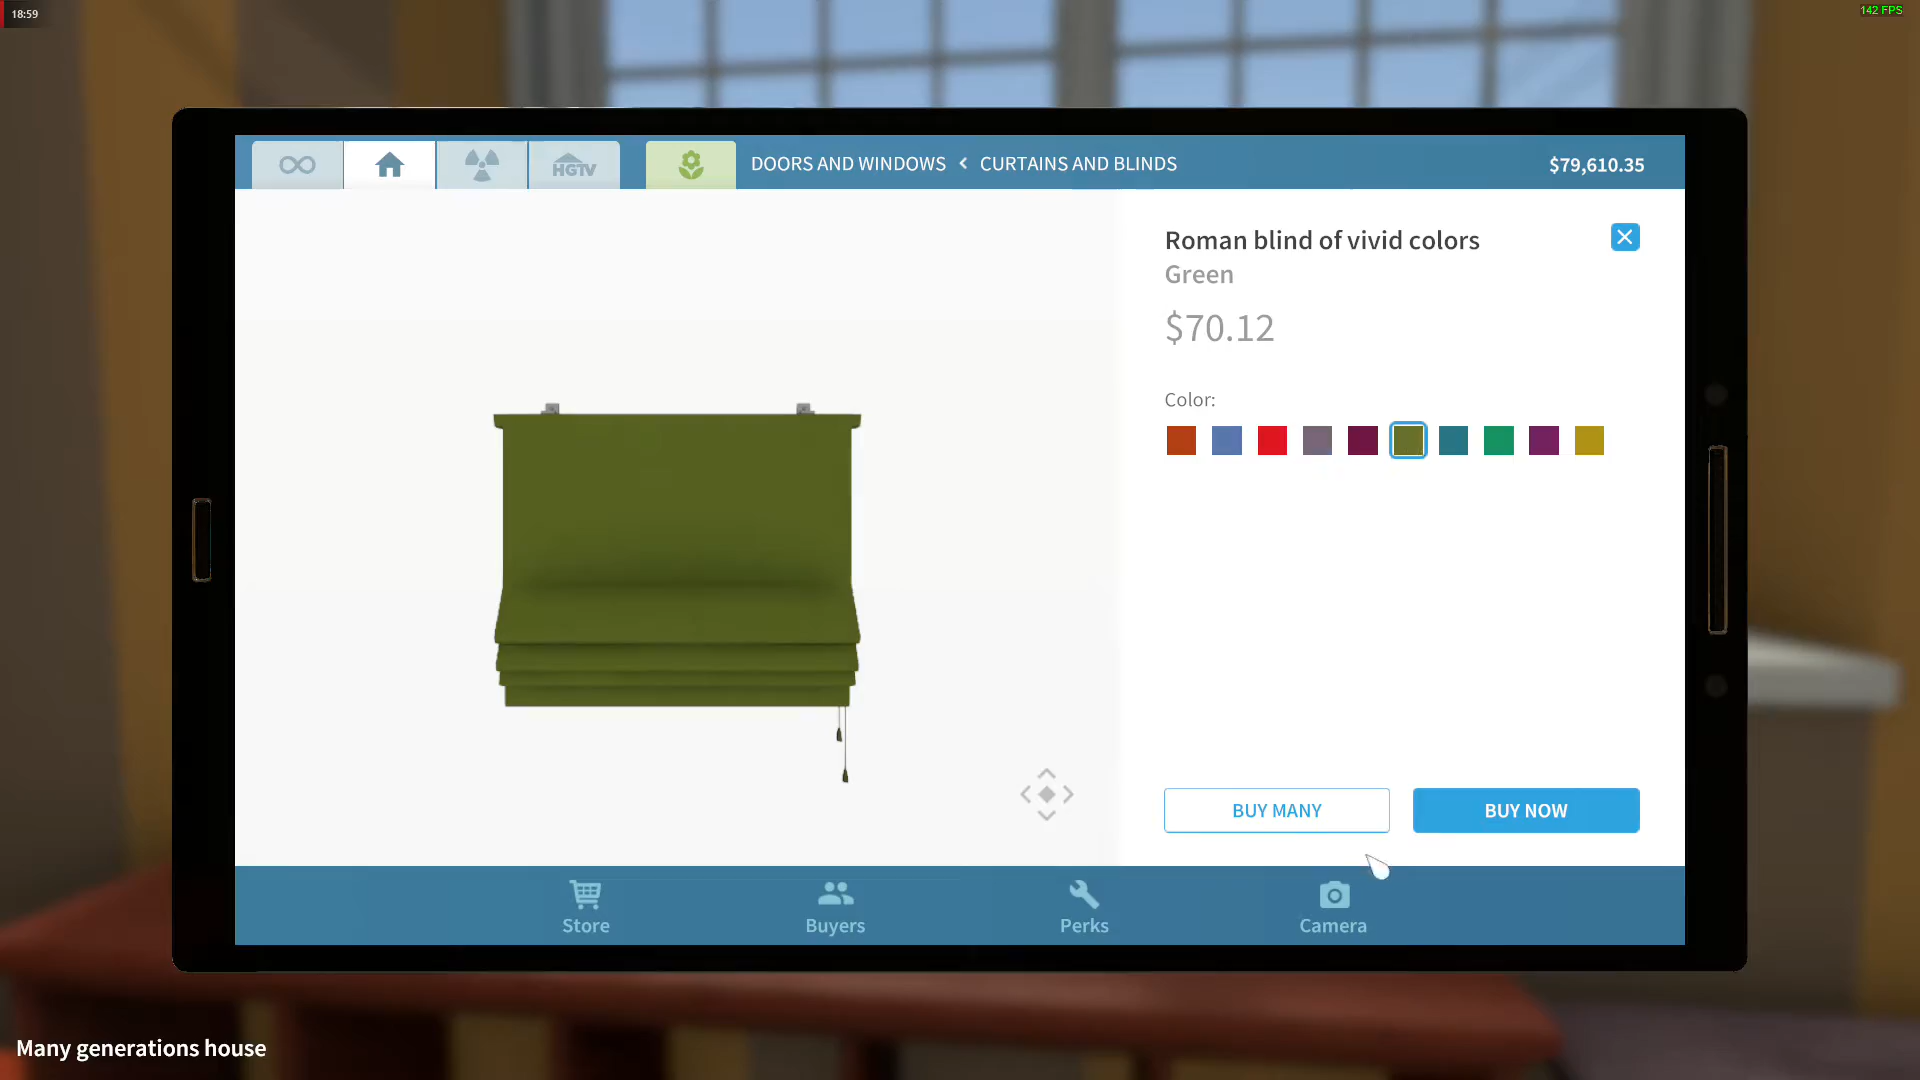 18:59
142 FPS
HGTV
DOORS AND WINDOWS < CURTAINS AND BLINDS
$79,610.35
Roman blind of vivid colors
Green
$70.12
Color:
BUY MANY
BUY NOW
Store
Buyers
Perks
Camera
Many generations house